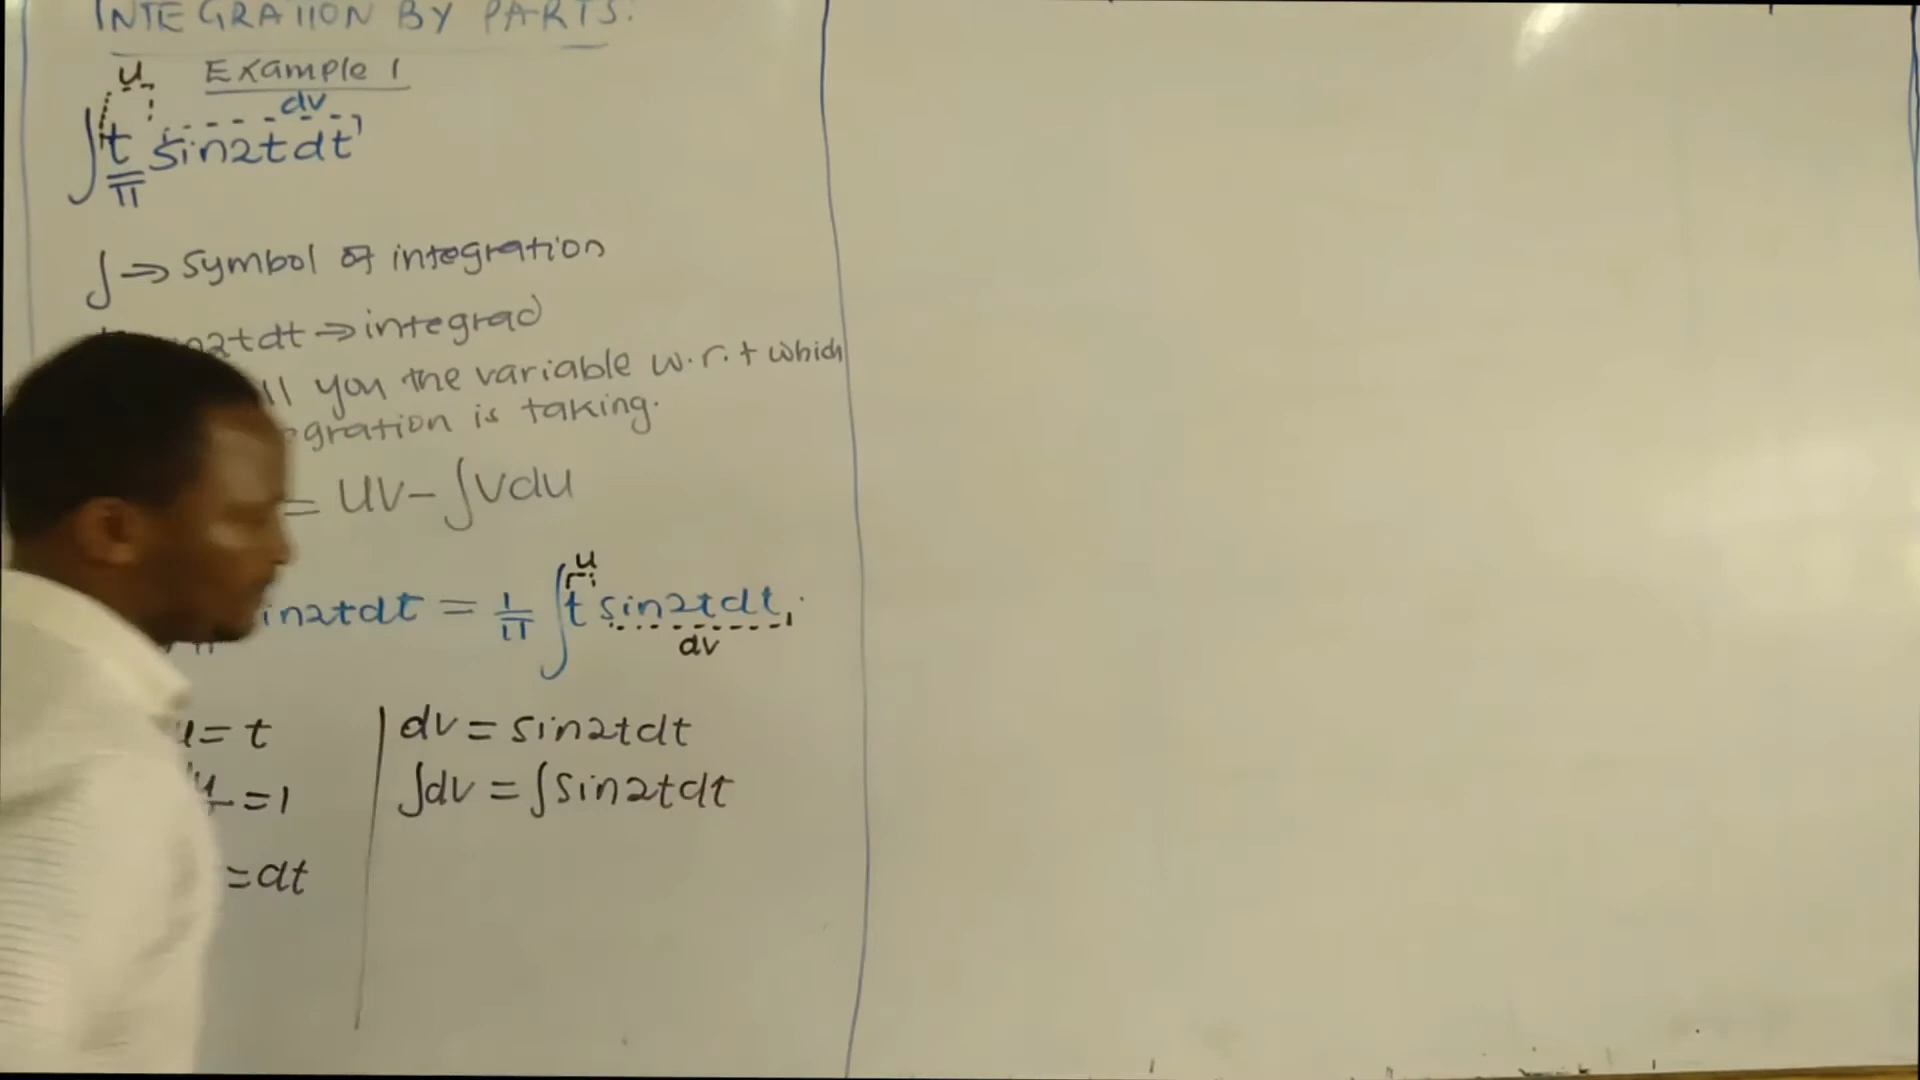 INTEGRATION BY PARTS.
Example 1
u
dv
∫ t/π sin2tdt
∫ ⇒ Symbol of integration
2tdt ⇒ integrad
you the variable w.r.t which
is taking.
= UV - ∫vdu
u
in2tdt = 1/π ∫ t sin2tdt.
dv
u = t
dv = sin2tdt
= 1
∫dv = ∫sin2tdt
= dt